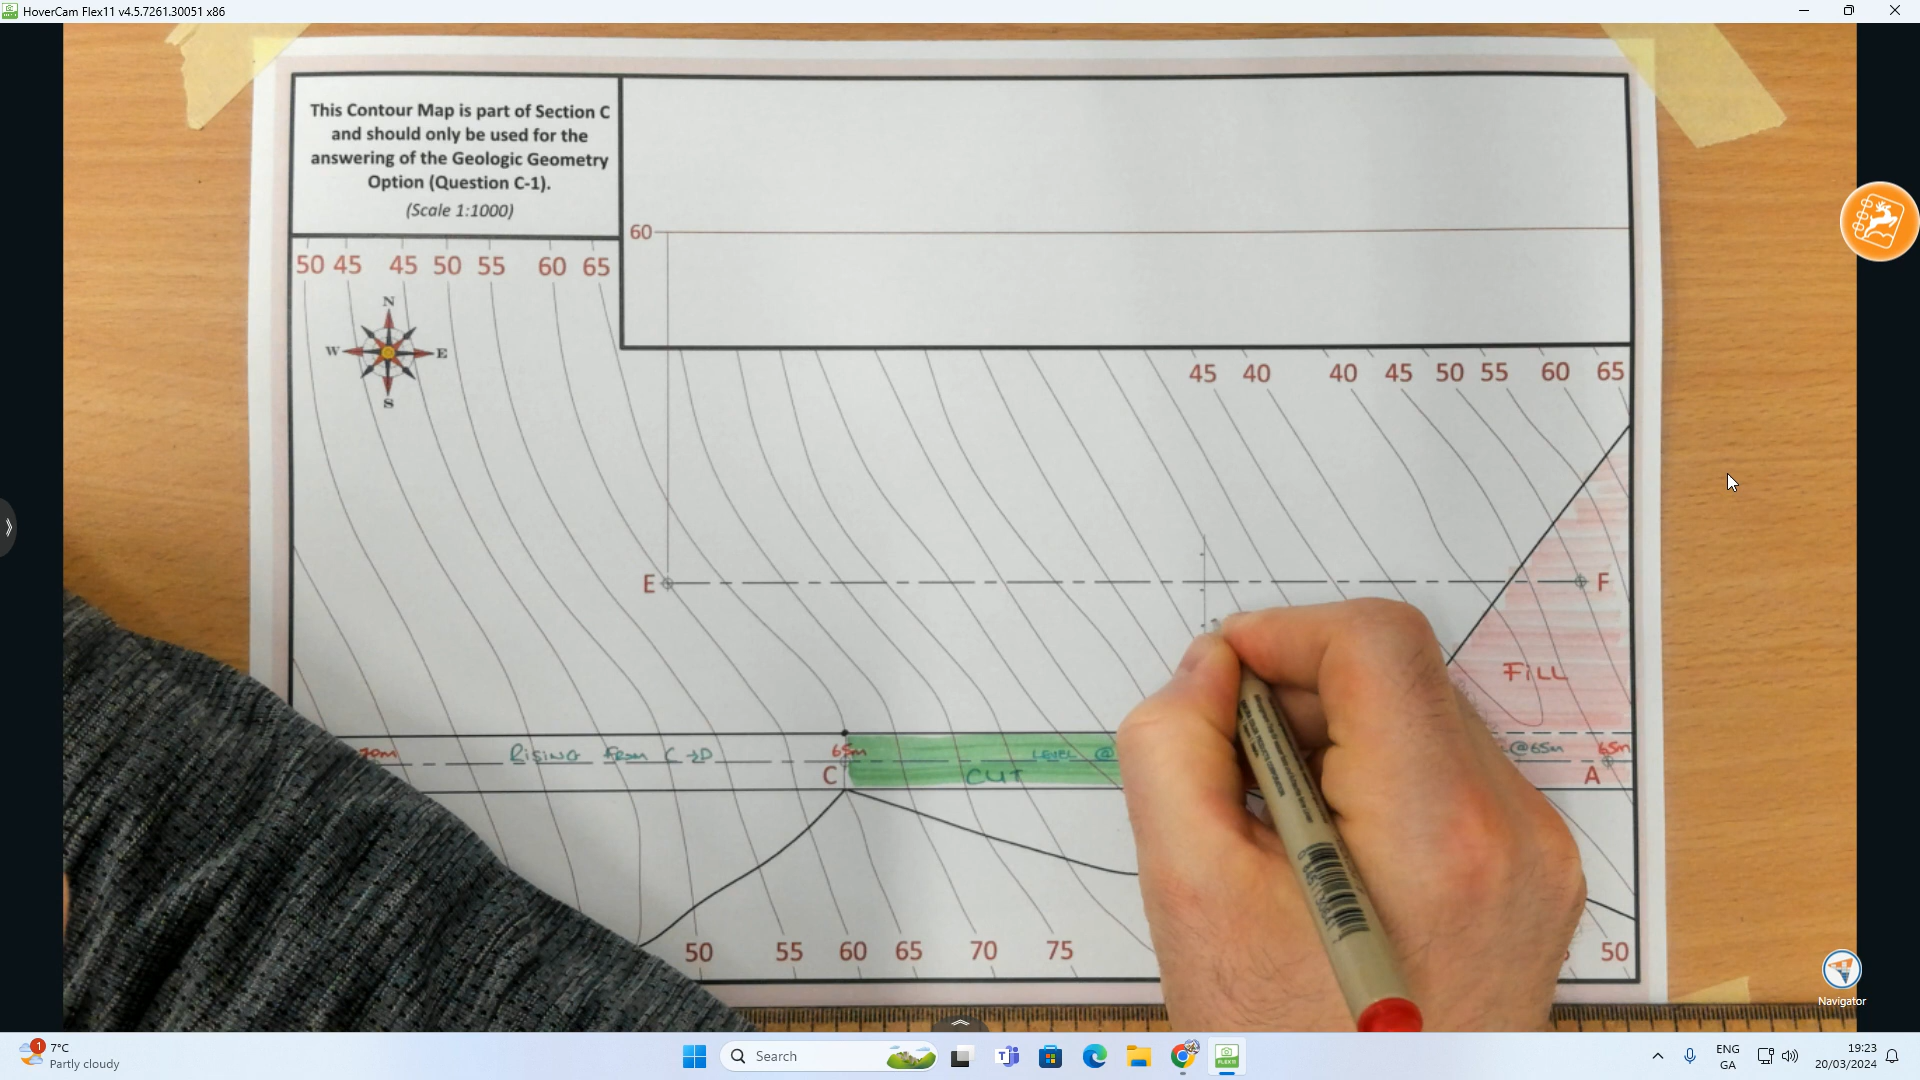 HoverCam Flex11 v4.5.7261.30051 x86
This Contour Map is part of Section C
and should only be used for the
answering of the Geologic Geometry
Option (Question C-1).
(Scale 1:1000)
60
50 45 45 50 55 60 65
N
W E
S
45 40 40 45 50 55 60 65
E F
FILL
70m RISING FROM C→D 65m LEVEL @ @65m 65m
C CUT A
50 55 60 65 70 75 50
Navigator
1
7°C
Partly cloudy
Search
ENG
GA
19:23
20/03/2024